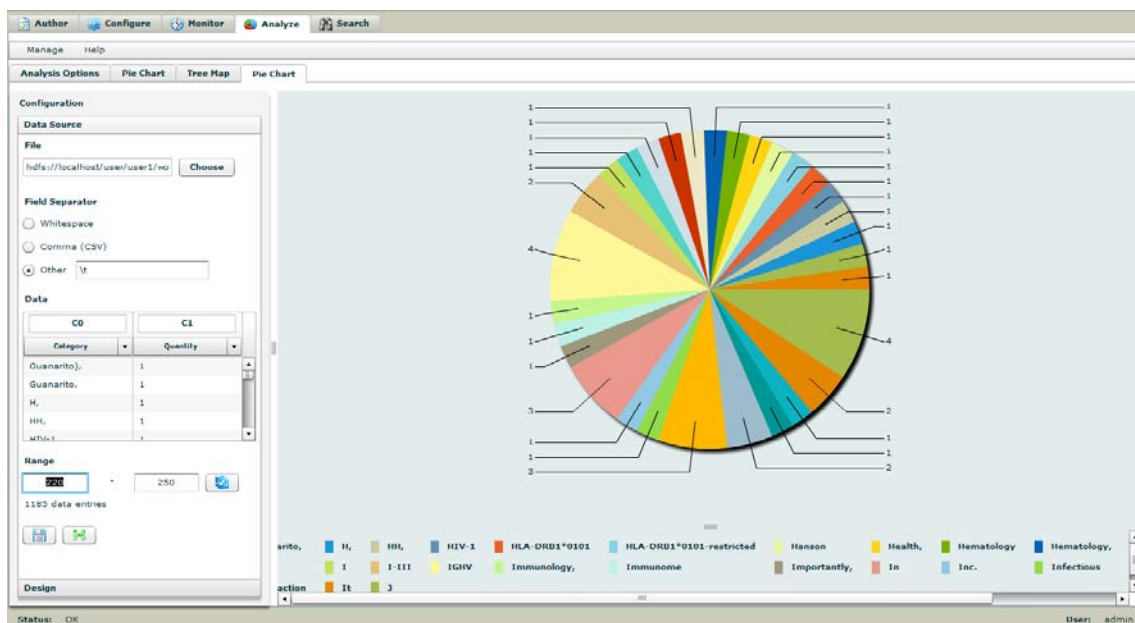 Author Configure Monitor Analyze Search
Manage Help
Analysis Options Pie Chart Tree Map Pie Chart
Configuration
Data Source
File
hdfs://localhost/user/user1/wo Choose
Field Separator
Whitespace
Comma (CSV)
Other \t
Data
C0 C1
Category Quantity
Guanarito), 1
Guanarito. 1
H, 1
HH, 1
HIV-1 1
Range
220 - 250
1185 data entries
Design
1
1
1
1
1
2
4
1
1
1
3
1
1
3
1
1
1
1
1
1
1
1
1
1
1
4
2
1
1
2
arito, H, HH, HIV-1 HLA-DRB1*0101 HLA-DRB1*0101-restricted Hanson Health, Hematology Hematology,
I I-III IGHV Immunology, Immunome Importantly, In Inc. Infectious
action It J
Status: OK User: admin